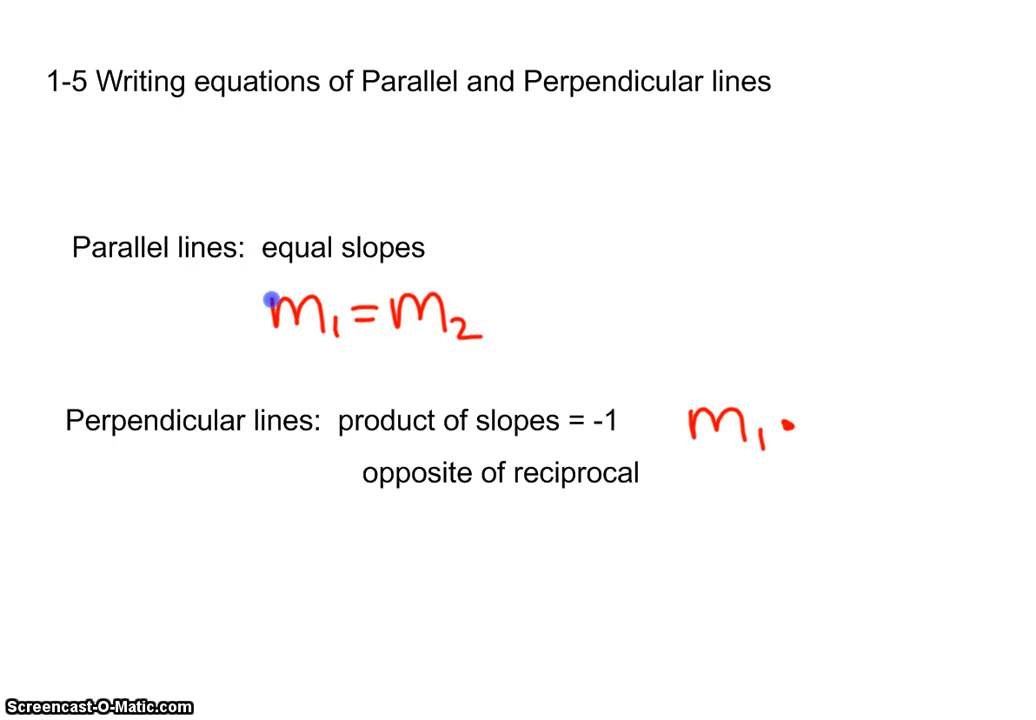 1-5 Writing equations of Parallel and Perpendicular lines
Parallel lines: equal slopes
m₁ = m₂
Perpendicular lines: product of slopes = -1 m₁ ·
opposite of reciprocal
Screencast-O-Matic.com